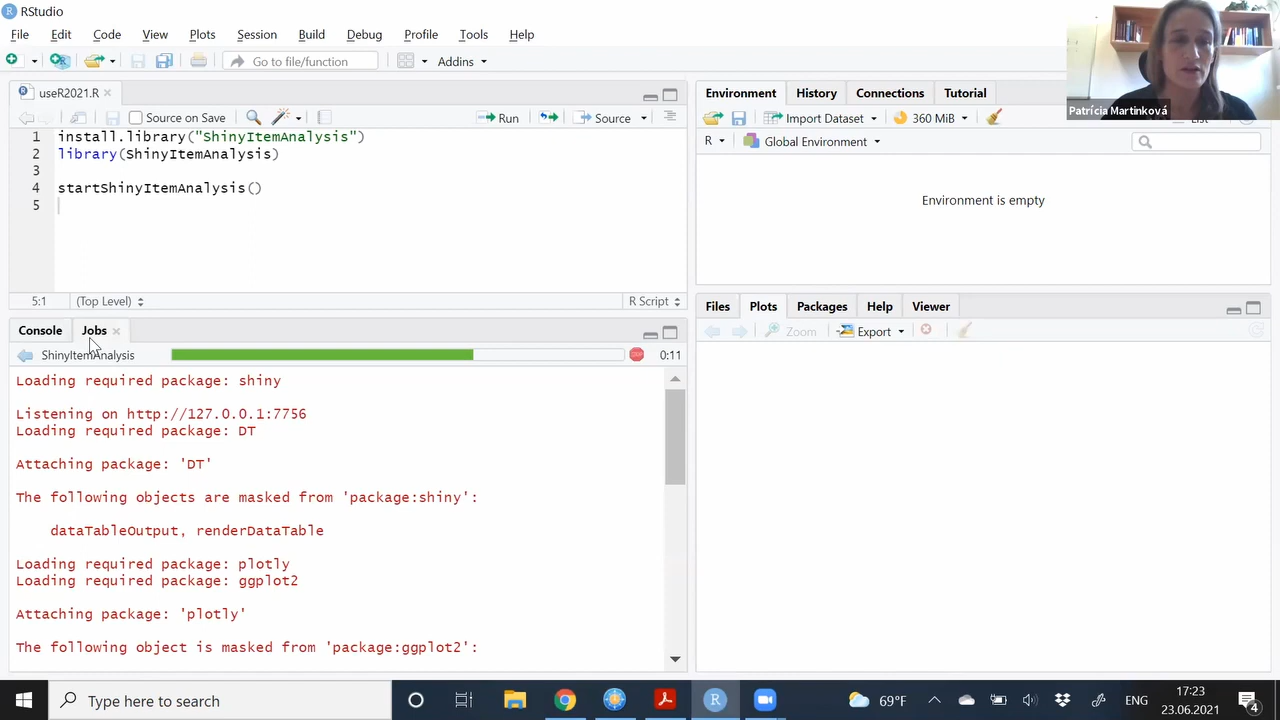 RStudio
File Edit Code View Plots Session Build Debug Profile Tools Help
Go to file/function Addins
useR2021.R
Source on Save Run Source
1 install.library("ShinyItemAnalysis")
2 library(ShinyItemAnalysis)
3
4 startShinyItemAnalysis()
5
5:1 (Top Level) R Script
Console Jobs
ShinyItemAnalysis 0:11
Loading required package: shiny
Listening on http://127.0.0.1:7756
Loading required package: DT
Attaching package: 'DT'
The following objects are masked from 'package:shiny':
dataTableOutput, renderDataTable
Loading required package: plotly
Loading required package: ggplot2
Attaching package: 'plotly'
The following object is masked from 'package:ggplot2':
Environment History Connections Tutorial
Import Dataset 360 MiB List
R Global Environment
Environment is empty
Files Plots Packages Help Viewer
Zoom Export
Patrícia Martinková
Type here to search
69°F
ENG
17:23
23.06.2021
4